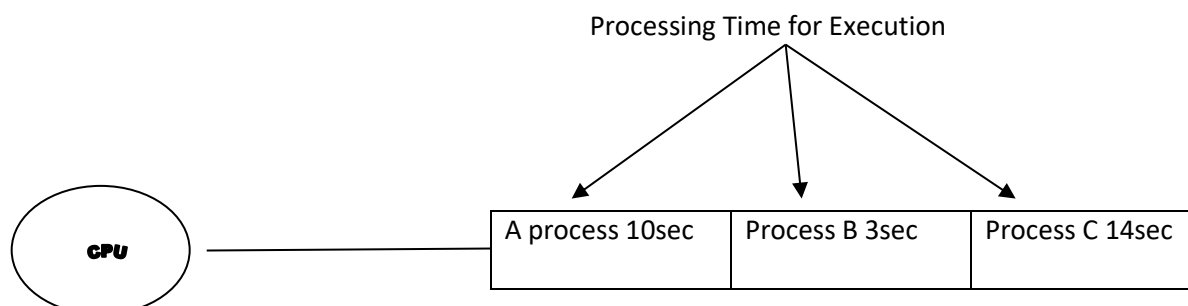 Processing Time for Execution
A process 10sec
Process B 3sec
Process C 14sec
CPU